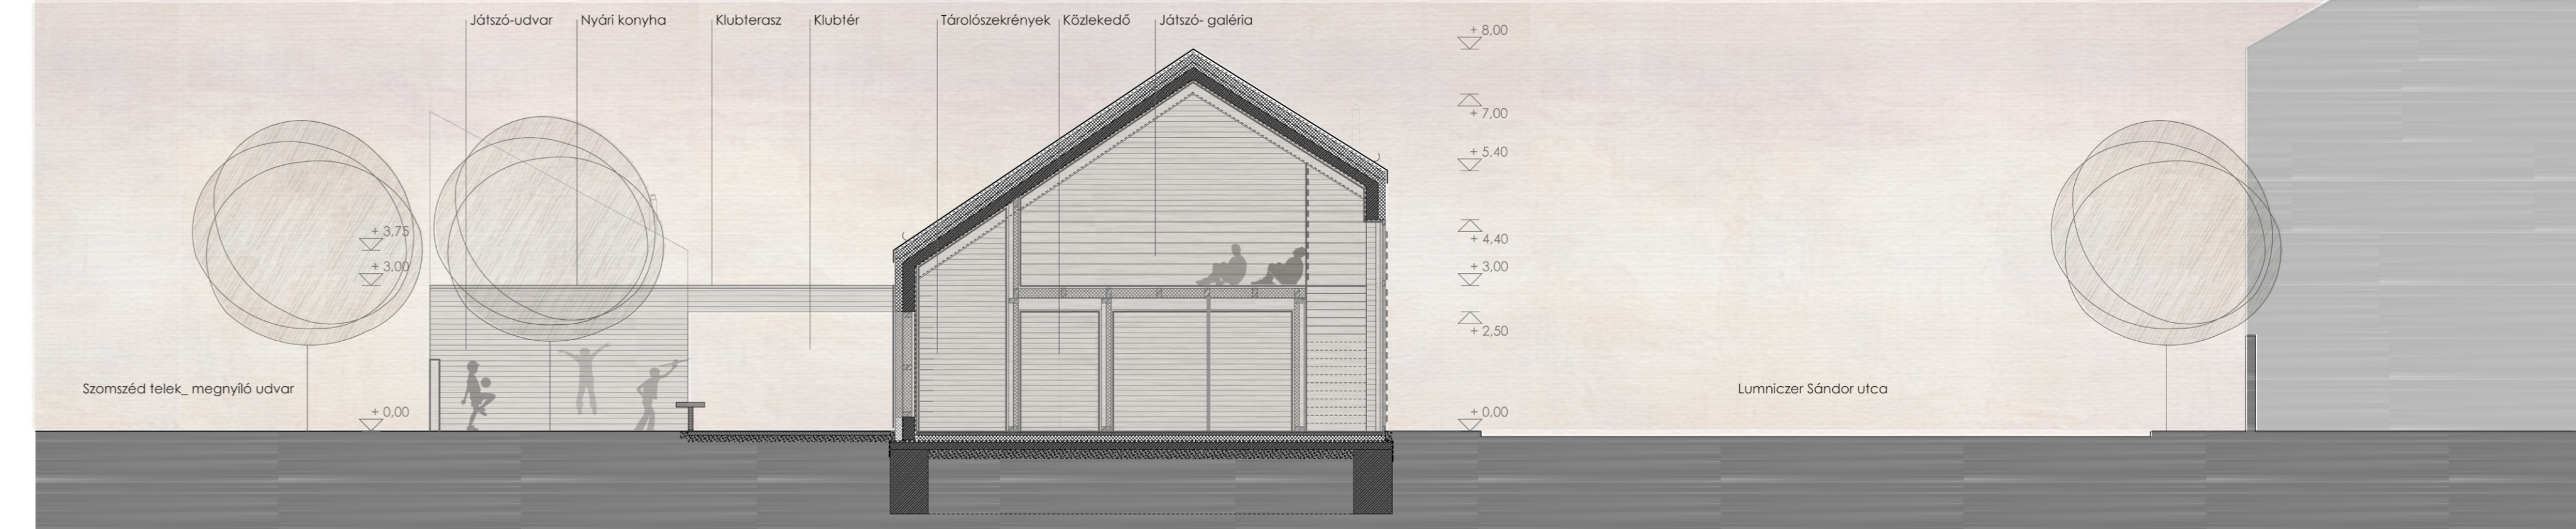 Játszó-udvar
Nyári konyha
Klubterasz
Klubtér
Tárolószekrények
Közlekedő
Játszó- galéria
+ 8,00
+ 7,00
+ 5,40
+ 3,75
+ 4,40
+ 3,00
+ 3,00
+ 2,50
Szomszéd telek_ megnyíló udvar
Lumniczer Sándor utca
+ 0,00
+ 0,00